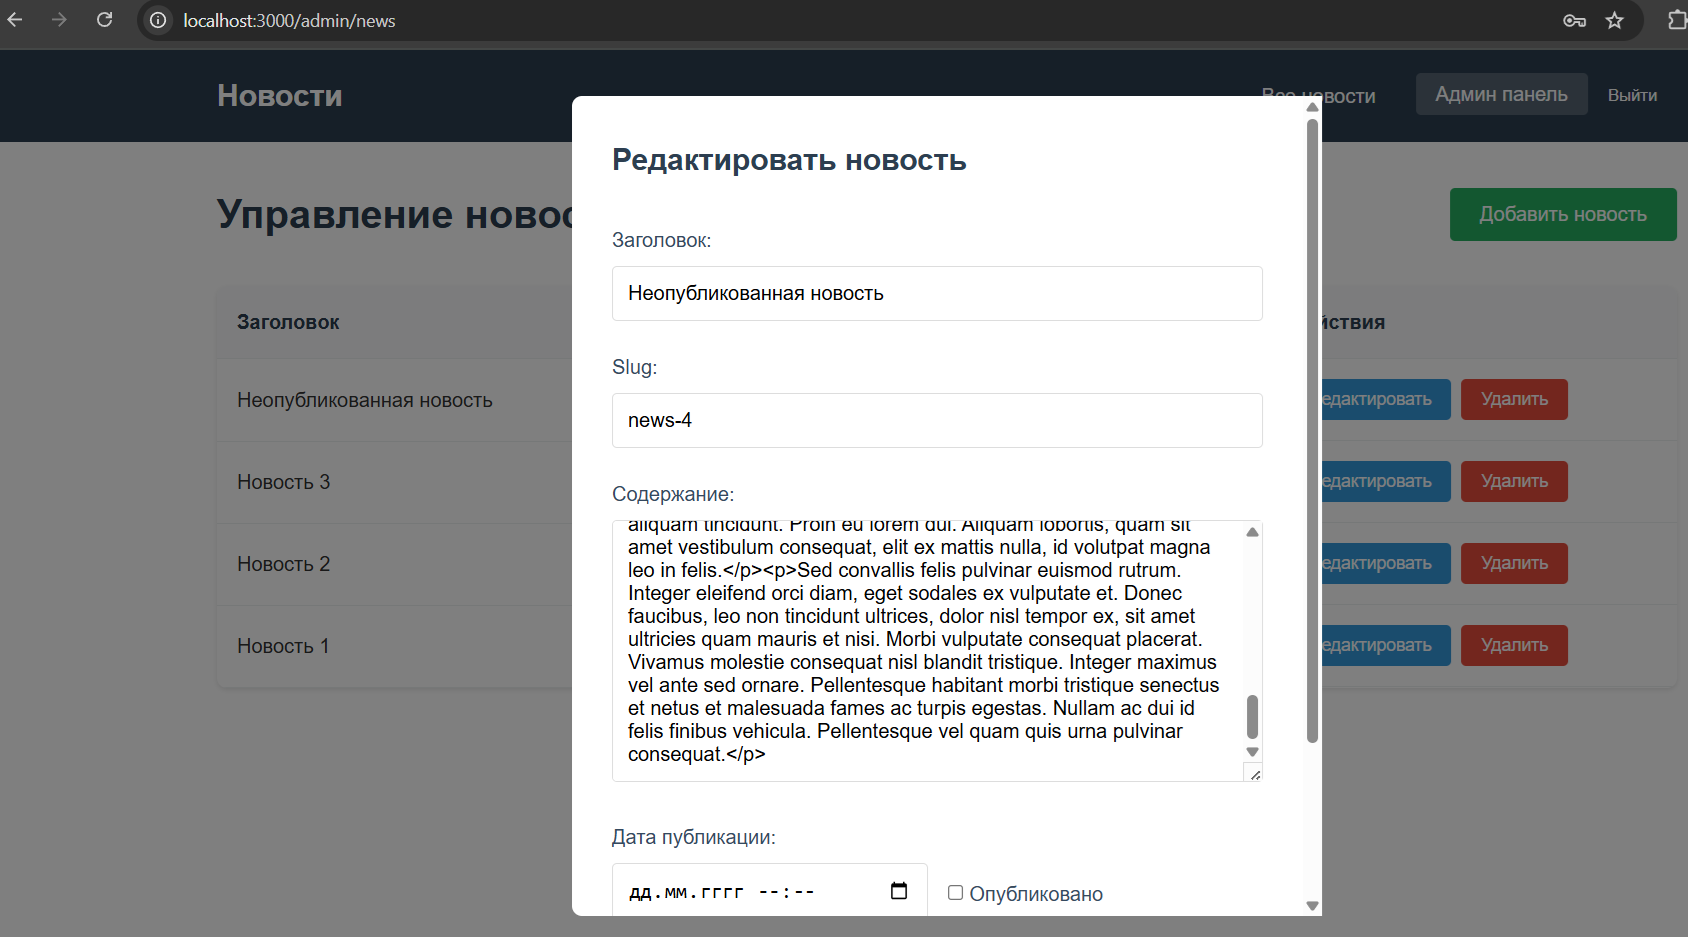 localhost:3000/admin/news
Новости
Все новости
Админ панель
Выйти
Управление
Добавить новость
Редактировать новость
Заголовок:
Неопубликованная новость
Slug:
news-4
Содержание:
aliquam tincidunt. Proin eu lorem dui. Aliquam lobortis, quam sit
amet vestibulum consequat, elit ex mattis nulla, id volutpat magna
leo in felis.</p><p>Sed convallis felis pulvinar euismod rutrum.
Integer eleifend orci diam, eget sodales ex vulputate et. Donec
faucibus, leo non tincidunt ultrices, dolor nisl tempor ex, sit amet
ultricies quam mauris et nisi. Morbi vulputate consequat placerat.
Vivamus molestie consequat nisl blandit tristique. Integer maximus
vel ante sed ornare. Pellentesque habitant morbi tristique senectus
et netus et malesuada fames ac turpis egestas. Nullam ac dui id
felis finibus vehicula. Pellentesque vel quam quis urna pulvinar
consequat.</p>
Дата публикации:
дд.мм.гггг --:--
Опубликовано
Заголовок
йствия
Неопубликованная новость
едактировать
Удалить
Новость 3
едактировать
Удалить
Новость 2
едактировать
Удалить
Новость 1
едактировать
Удалить